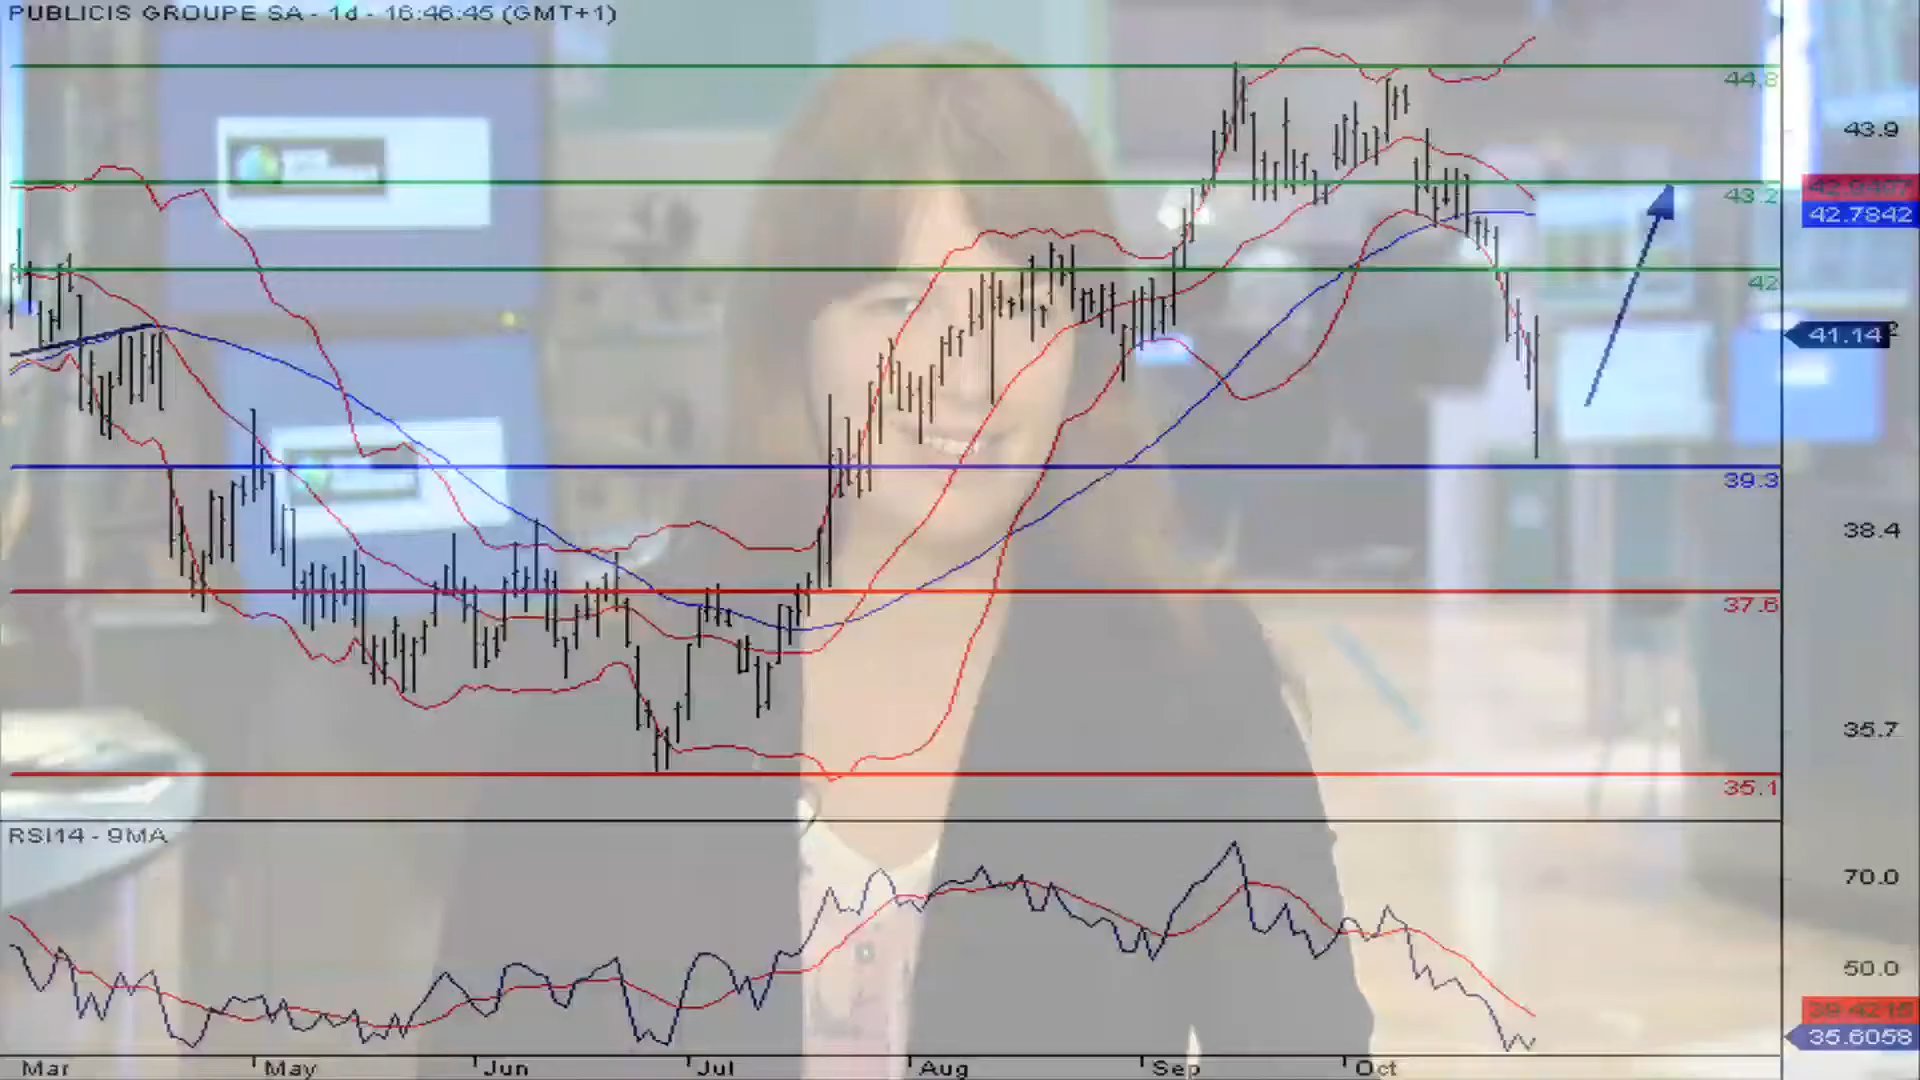 PUBLICIS GROUPE SA - 1d - 16:46:45 (GMT+1)
44.8
43.9
43.2
42.7842
42
41.14
39.3
38.4
37.6
35.7
35.1
RSI14 - 9MA
70.0
50.0
39.4215
35.6058
Mar
May
Jun
Jul
Aug
Sep
Oct